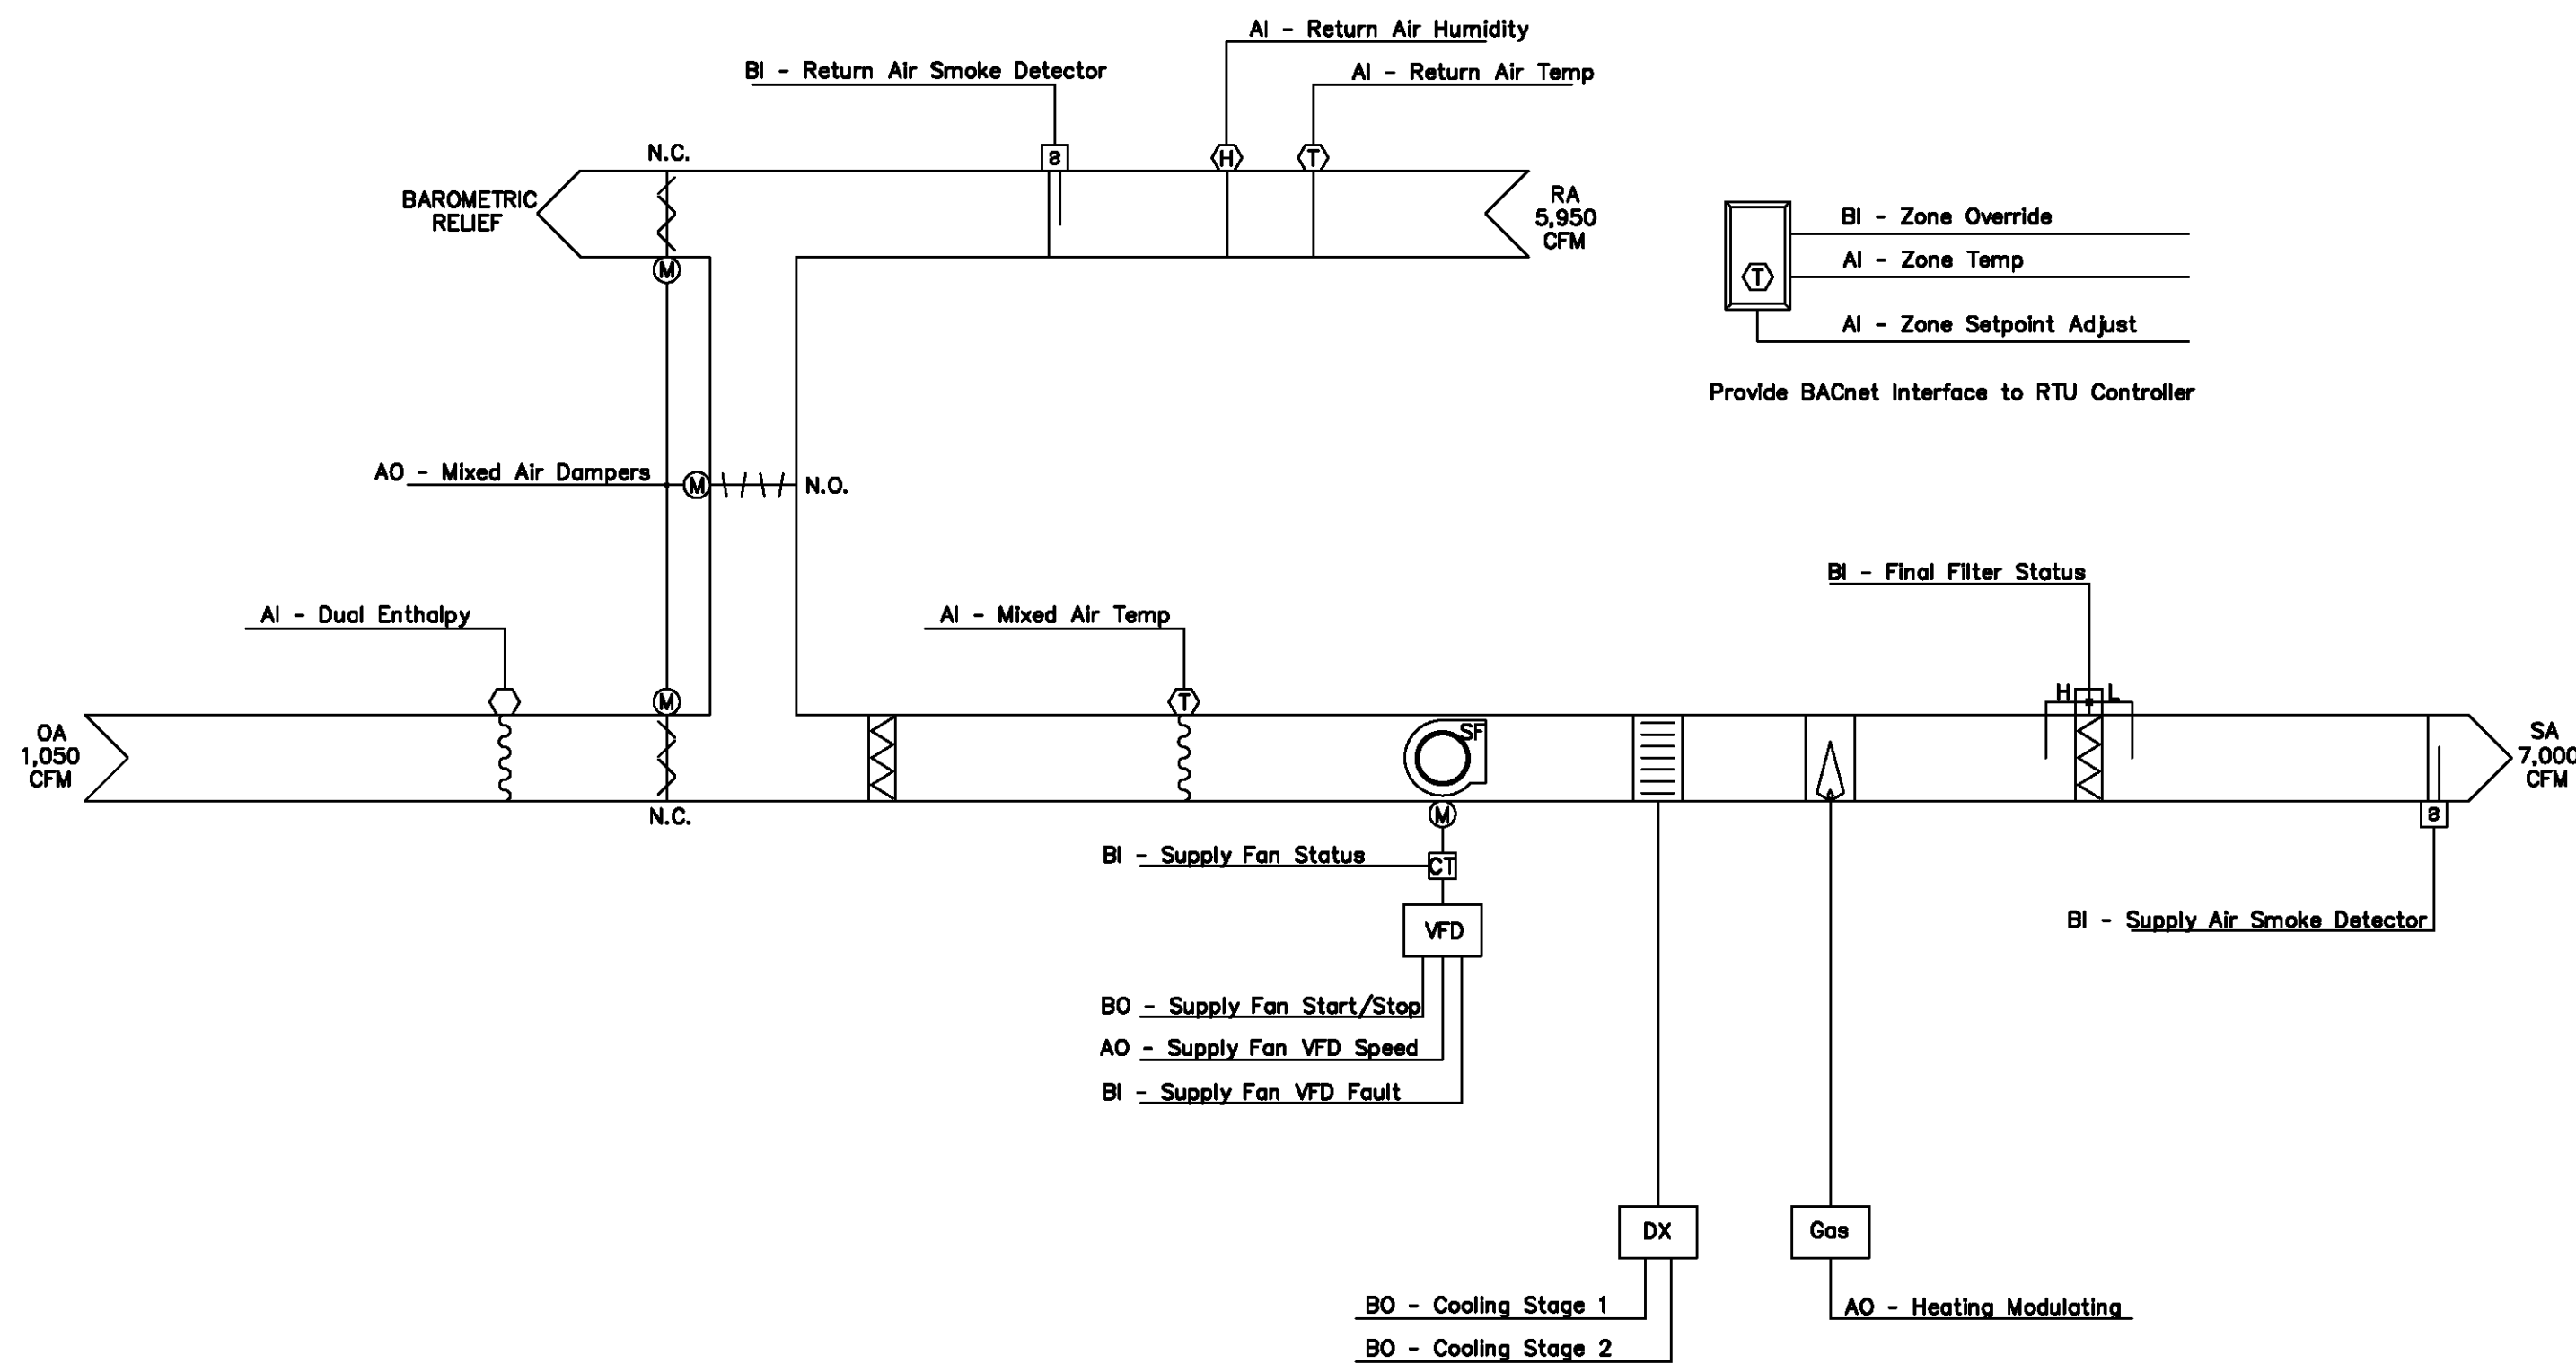 AI - Return Air Humidity
BI - Return Air Smoke Detector
AI - Return Air Temp
N.C.
S
H
T
BAROMETRIC
RELIEF
RA
5,950
CFM
M
BI - Zone Override
AI - Zone Temp
T
AI - Zone Setpoint Adjust
Provide BACnet Interface to RTU Controller
AO - Mixed Air Dampers
M
N.O.
BI - Final Filter Status
AI - Dual Enthalpy
AI - Mixed Air Temp
M
T
H
L
OA
1,050
CFM
SF
SA
7,000
CFM
N.C.
M
S
BI - Supply Fan Status
CT
VFD
BI - Supply Air Smoke Detector
BO - Supply Fan Start/Stop
AO - Supply Fan VFD Speed
BI - Supply Fan VFD Fault
DX
Gas
BO - Cooling Stage 1
AO - Heating Modulating
BO - Cooling Stage 2